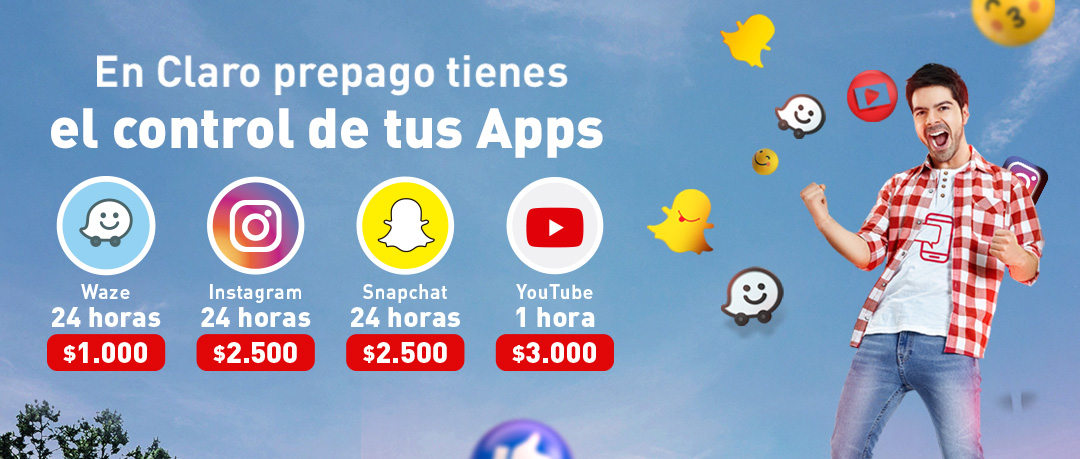 En Claro prepago tienes
el control de tus Apps
Waze
24 horas
$1.000
Instagram
24 horas
$2.500
Snapchat
24 horas
$2.500
YouTube
1 hora
$3.000